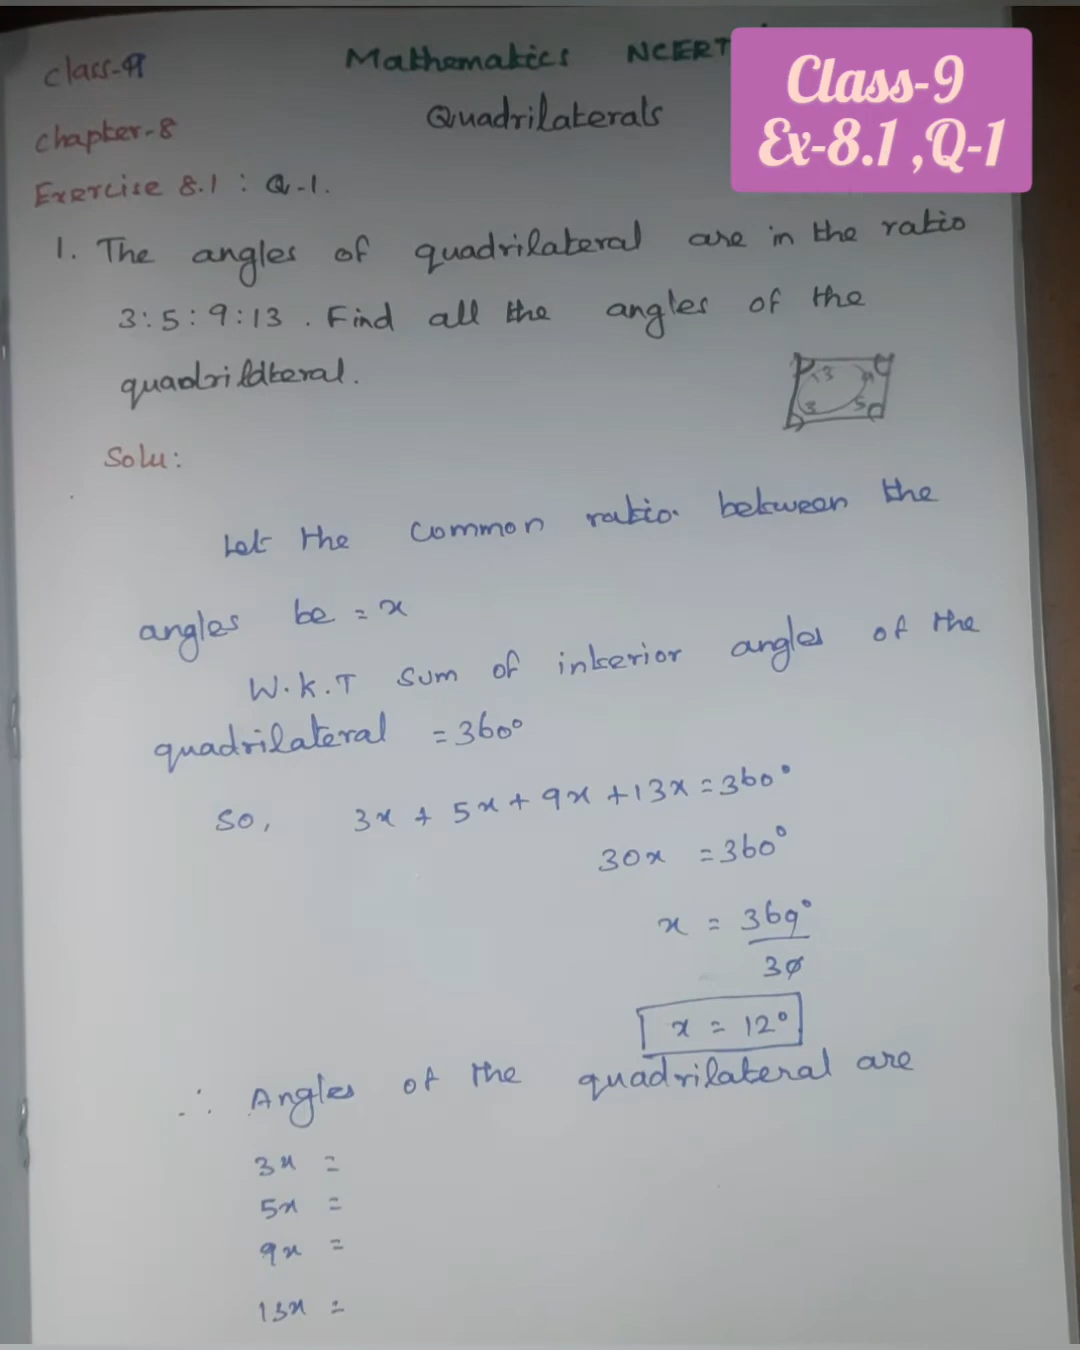 class-9
Mathematics NCERT
Class-9
Ex-8.1 ,Q-1
chapter-8
Quadrilaterals
Exercise 8.1 : Q-1.
1. The angles of quadrilateral are in the ratio
3:5:9:13 . Find all the angles of the
quadrilateral.
Solu:
Let the common ratio. between the
angles be = x
W.K.T sum of interior angles of the
quadrilateral = 360°
So, 3x + 5x + 9x + 13x = 360°
30x = 360°
x = 360°
30
x = 12°
∴ Angles of the quadrilateral are
3x =
5x =
9x =
13x =